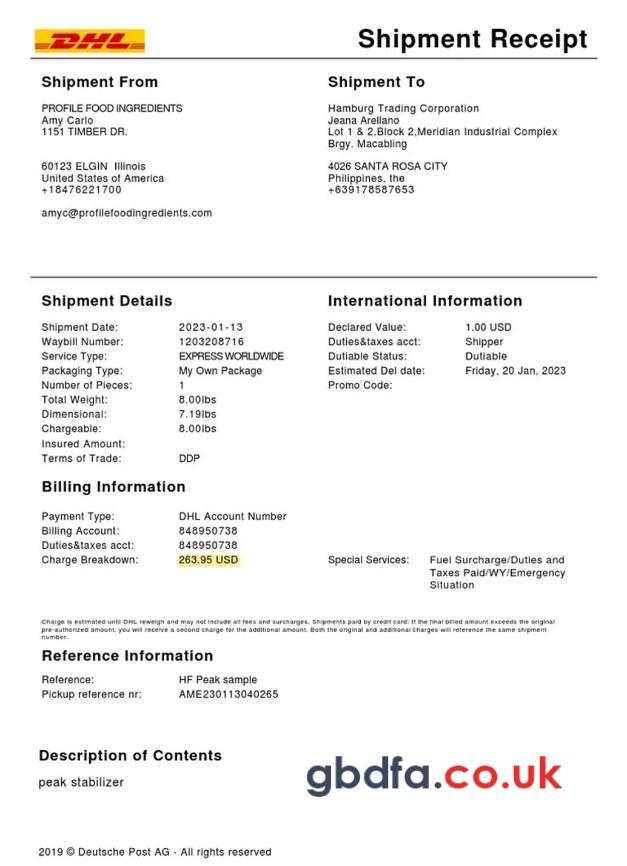 DHL
Shipment Receipt
Shipment From
PROFILE FOOD INGREDIENTS
Amy Carlo
1151 TIMBER DR.
60123 ELGIN Illinois
United States of America
+18476221700
amyc@profilefoodingredients.com
Shipment To
Hamburg Trading Corporation
Jeana Arellano
Lot 1 & 2,Block 2,Meridian Industrial Complex
Brgy. Macabling
4026 SANTA ROSA CITY
Philippines, the
+639178587653
Shipment Details
Shipment Date: 2023-01-13
Waybill Number: 1203208716
Service Type: EXPRESS WORLDWIDE
Packaging Type: My Own Package
Number of Pieces: 1
Total Weight: 8.00lbs
Dimensional: 7.19lbs
Chargeable: 8.00lbs
Insured Amount:
Terms of Trade: DDP
International Information
Declared Value: 1.00 USD
Duties&taxes acct: Shipper
Dutiable Status: Dutiable
Estimated Del date: Friday, 20 Jan, 2023
Promo Code:
Billing Information
Payment Type: DHL Account Number
Billing Account: 848950738
Duties&taxes acct: 848950738
Charge Breakdown: 263.95 USD
Special Services: Fuel Surcharge/Duties and
Taxes Paid/WY/Emergency
Situation
Charge is estimated until DHL reweigh and may not include all fees and surcharges. Shipments paid by credit card: If the final billed amount exceeds the original
pre-authorized amount, you will receive a second charge for the additional amount. Both the original and additional charges will reference the same shipment
number.
Reference Information
Reference: HF Peak sample
Pickup reference nr: AME230113040265
Description of Contents
peak stabilizer
gbdfa.co.uk
2019 © Deutsche Post AG - All rights reserved